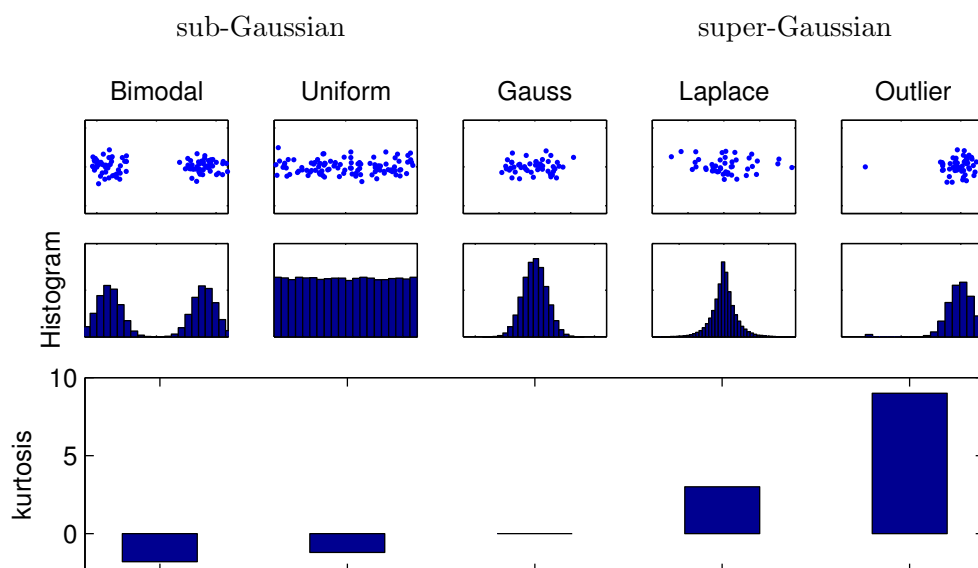 sub-Gaussian super-Gaussian
Bimodal Uniform Gauss Laplace Outlier
Histogram
kurtosis
10
5
0